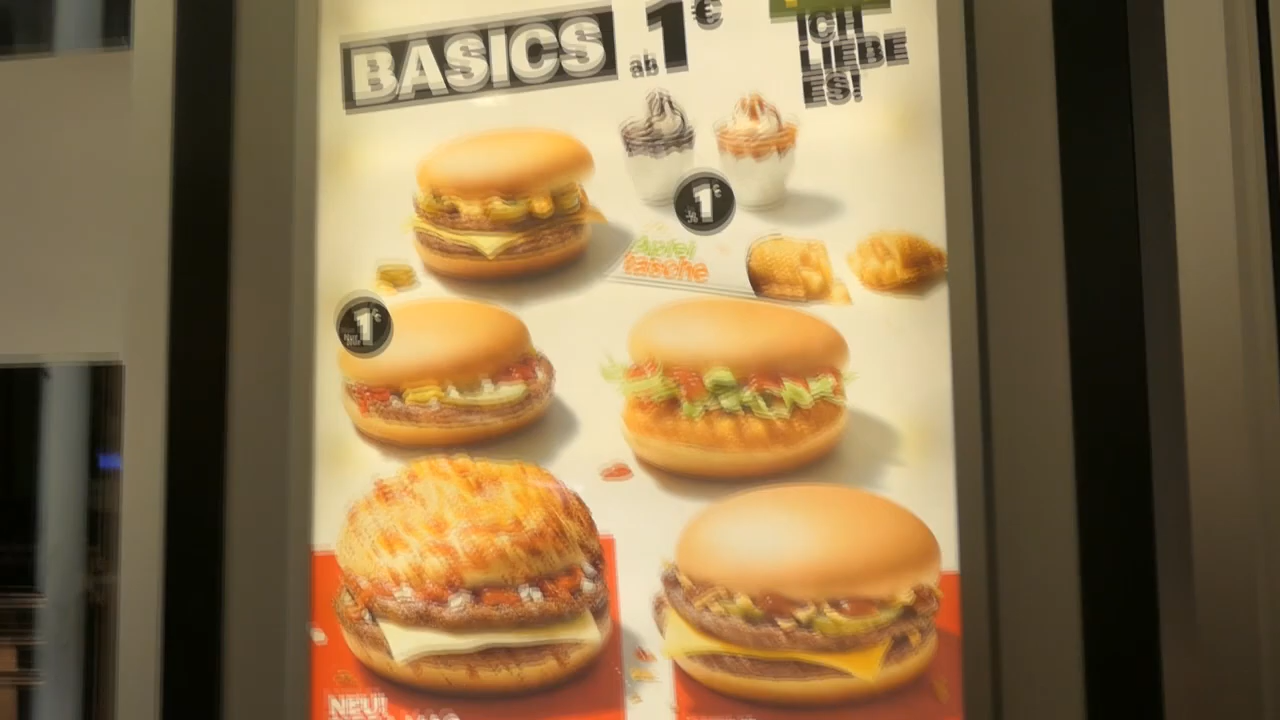 BASICS
ab 1€
ICH
LIEBE
ES!
1€
Apfel
tasche
1€
NEU!